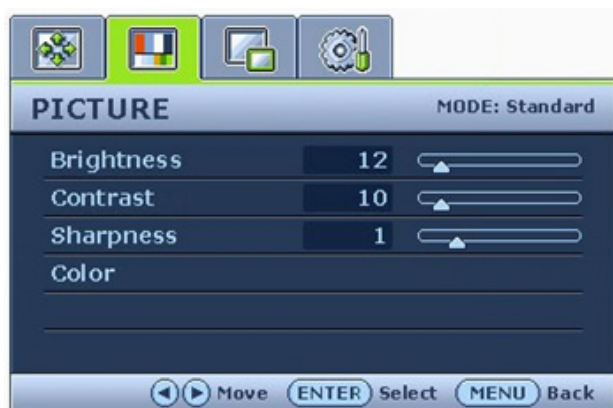 PICTURE MODE: Standard
Brightness 12
Contrast 10
Sharpness 1
Color
Move ENTER Select MENU Back